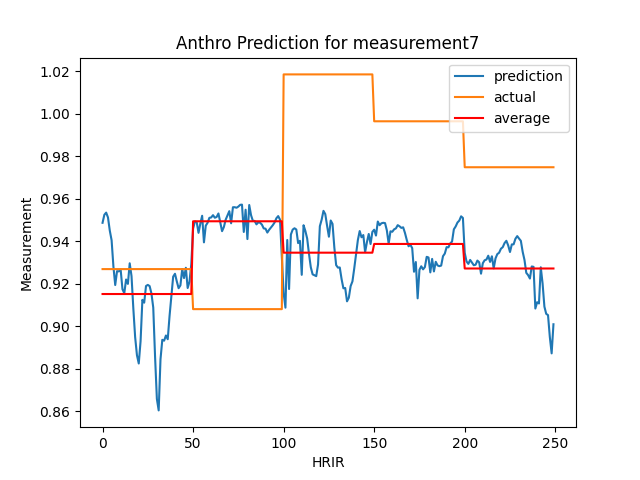 Anthro Prediction for measurement7
prediction
actual
average
Measurement
1.02
1.00
0.98
0.96
0.94
0.92
0.90
0.88
0.86
0
50
100
150
200
250
HRIR